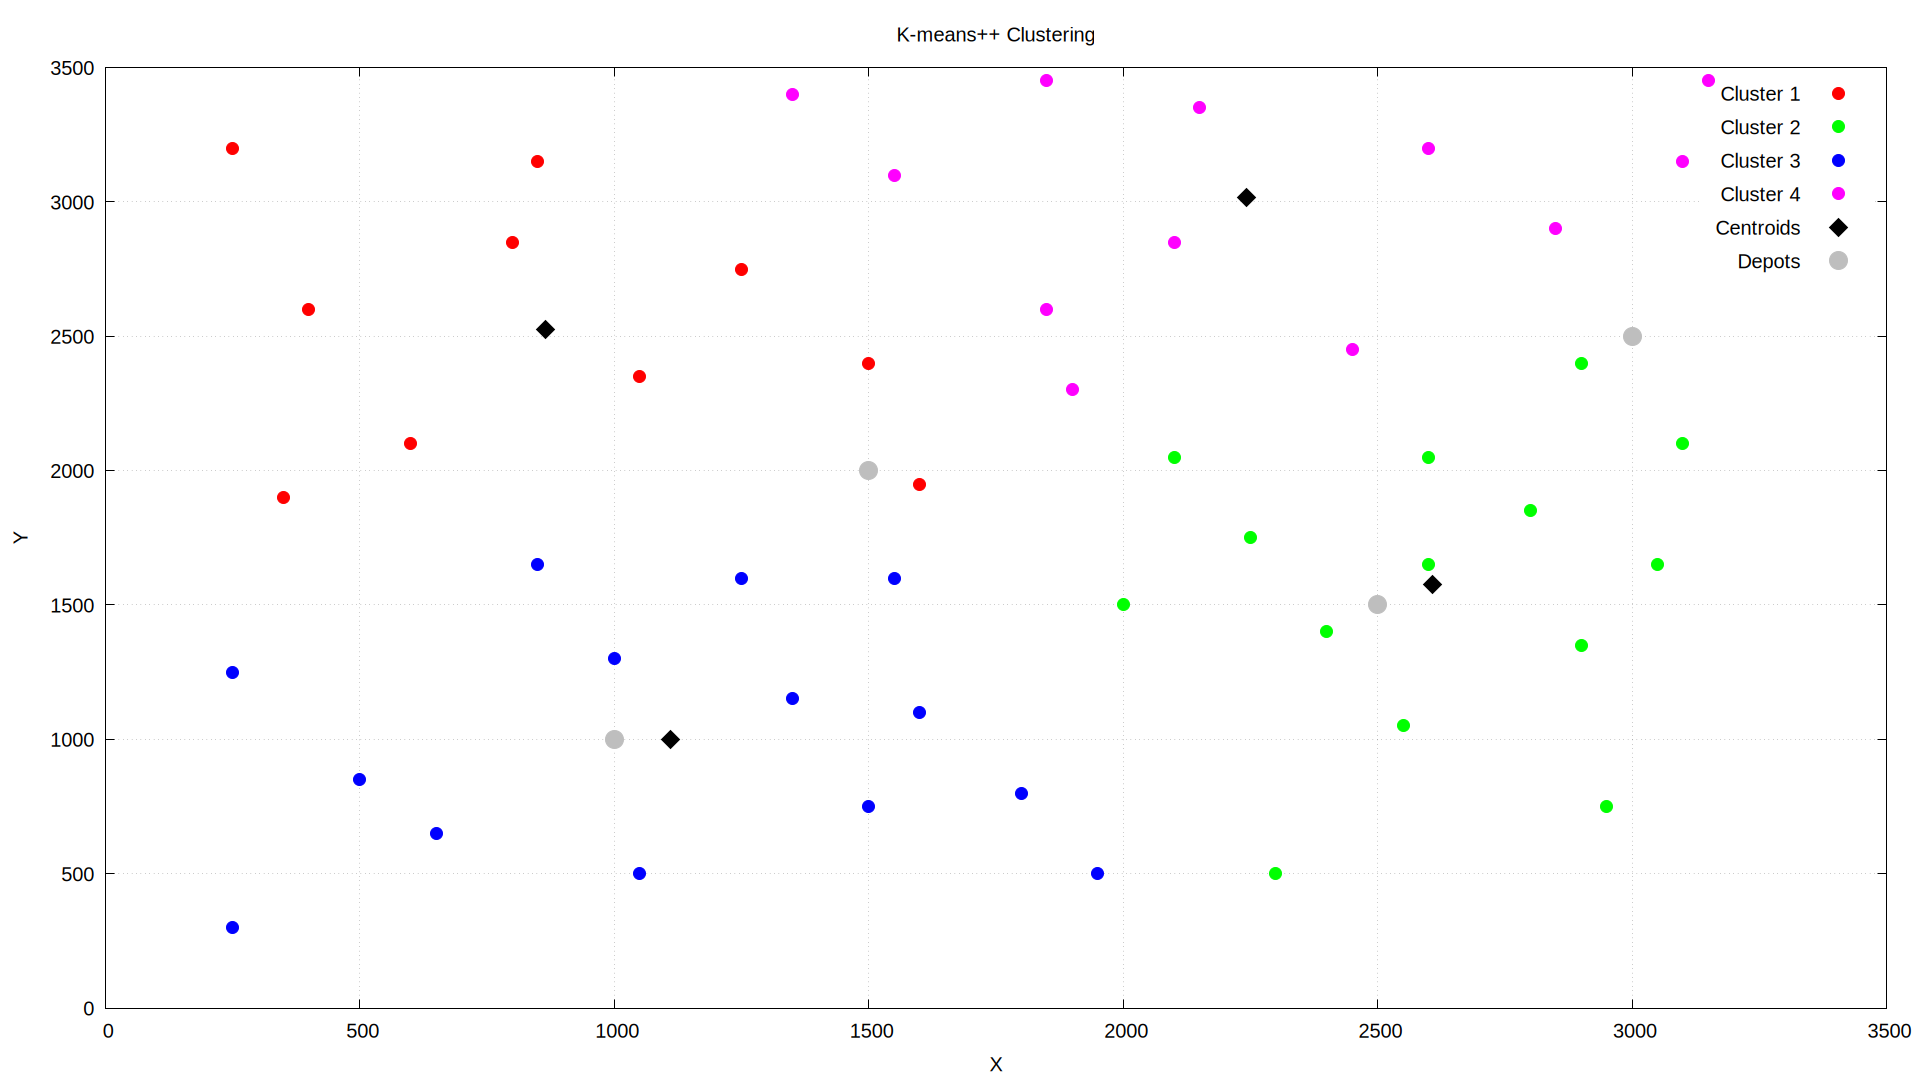 K-means++ Clustering
3500
3000
2500
2000
1500
1000
500
0
Y
Cluster 1
Cluster 2
Cluster 3
Cluster 4
Centroids
Depots
0 500 1000 1500 2000 2500 3000 3500
X